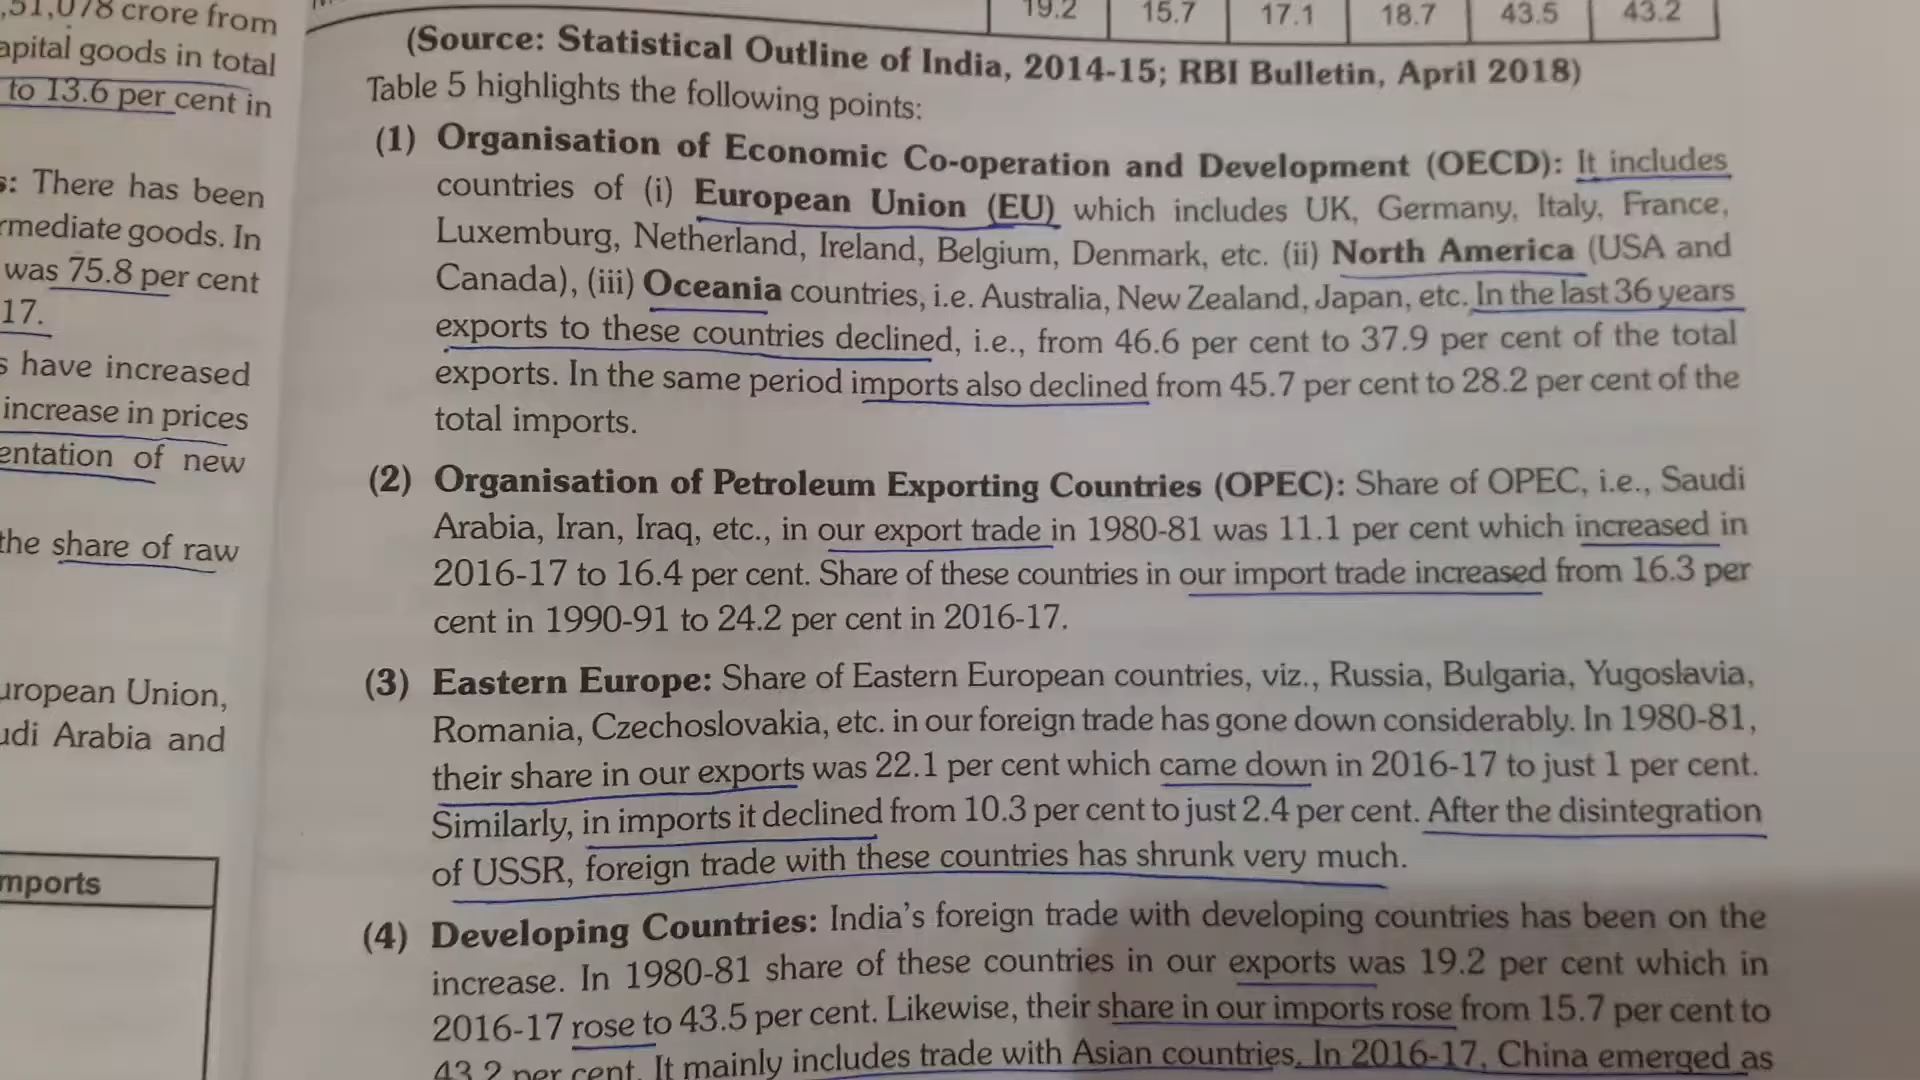 ,51,078 crore from
apital goods in total
to 13.6 per cent in
s: There has been
rmediate goods. In
was 75.8 per cent
17.
s have increased
increase in prices
entation of new
the share of raw
uropean Union,
udi Arabia and
mports
19.2 15.7 17.1 18.7 43.5 43.2
(Source: Statistical Outline of India, 2014-15; RBI Bulletin, April 2018)
Table 5 highlights the following points:
(1) Organisation of Economic Co-operation and Development (OECD): It includes
countries of (i) European Union (EU) which includes UK, Germany, Italy, France,
Luxemburg, Netherland, Ireland, Belgium, Denmark, etc. (ii) North America (USA and
Canada), (iii) Oceania countries, i.e. Australia, New Zealand, Japan, etc. In the last 36 years
exports to these countries declined, i.e., from 46.6 per cent to 37.9 per cent of the total
exports. In the same period imports also declined from 45.7 per cent to 28.2 per cent of the
total imports.
(2) Organisation of Petroleum Exporting Countries (OPEC): Share of OPEC, i.e., Saudi
Arabia, Iran, Iraq, etc., in our export trade in 1980-81 was 11.1 per cent which increased in
2016-17 to 16.4 per cent. Share of these countries in our import trade increased from 16.3 per
cent in 1990-91 to 24.2 per cent in 2016-17.
(3) Eastern Europe: Share of Eastern European countries, viz., Russia, Bulgaria, Yugoslavia,
Romania, Czechoslovakia, etc. in our foreign trade has gone down considerably. In 1980-81,
their share in our exports was 22.1 per cent which came down in 2016-17 to just 1 per cent.
Similarly, in imports it declined from 10.3 per cent to just 2.4 per cent. After the disintegration
of USSR, foreign trade with these countries has shrunk very much.
(4) Developing Countries: India's foreign trade with developing countries has been on the
increase. In 1980-81 share of these countries in our exports was 19.2 per cent which in
2016-17 rose to 43.5 per cent. Likewise, their share in our imports rose from 15.7 per cent to
43.2 per cent. It mainly includes trade with Asian countries. In 2016-17, China emerged as